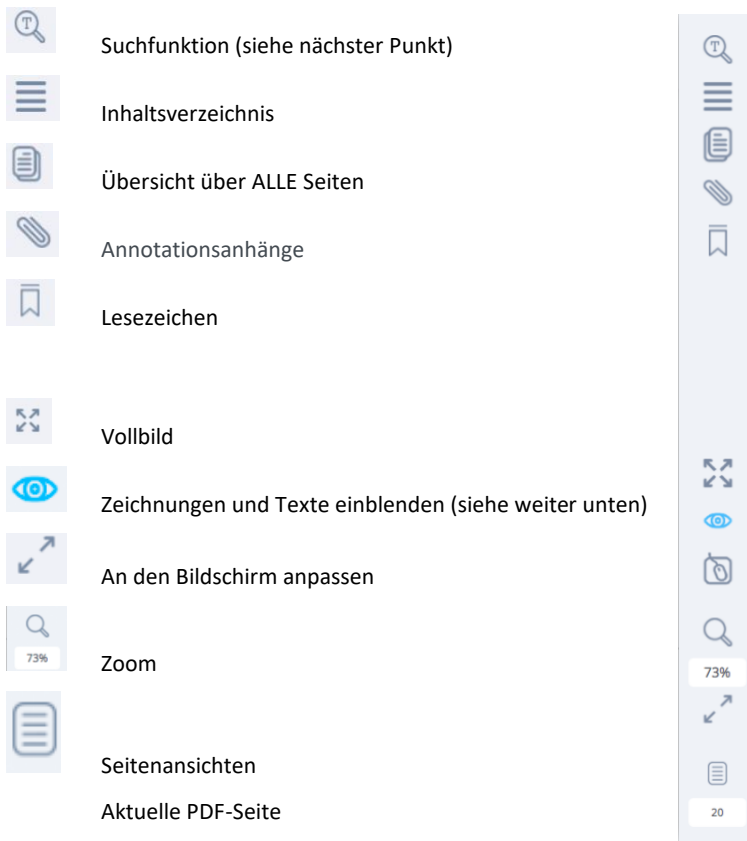 T
Suchfunktion (siehe nächster Punkt)
Inhaltsverzeichnis
Übersicht über ALLE Seiten
Annotationsanhänge
Lesezeichen
Vollbild
Zeichnungen und Texte einblenden (siehe weiter unten)
An den Bildschirm anpassen
73%
Zoom
Seitenansichten
Aktuelle PDF-Seite
T
73%
20